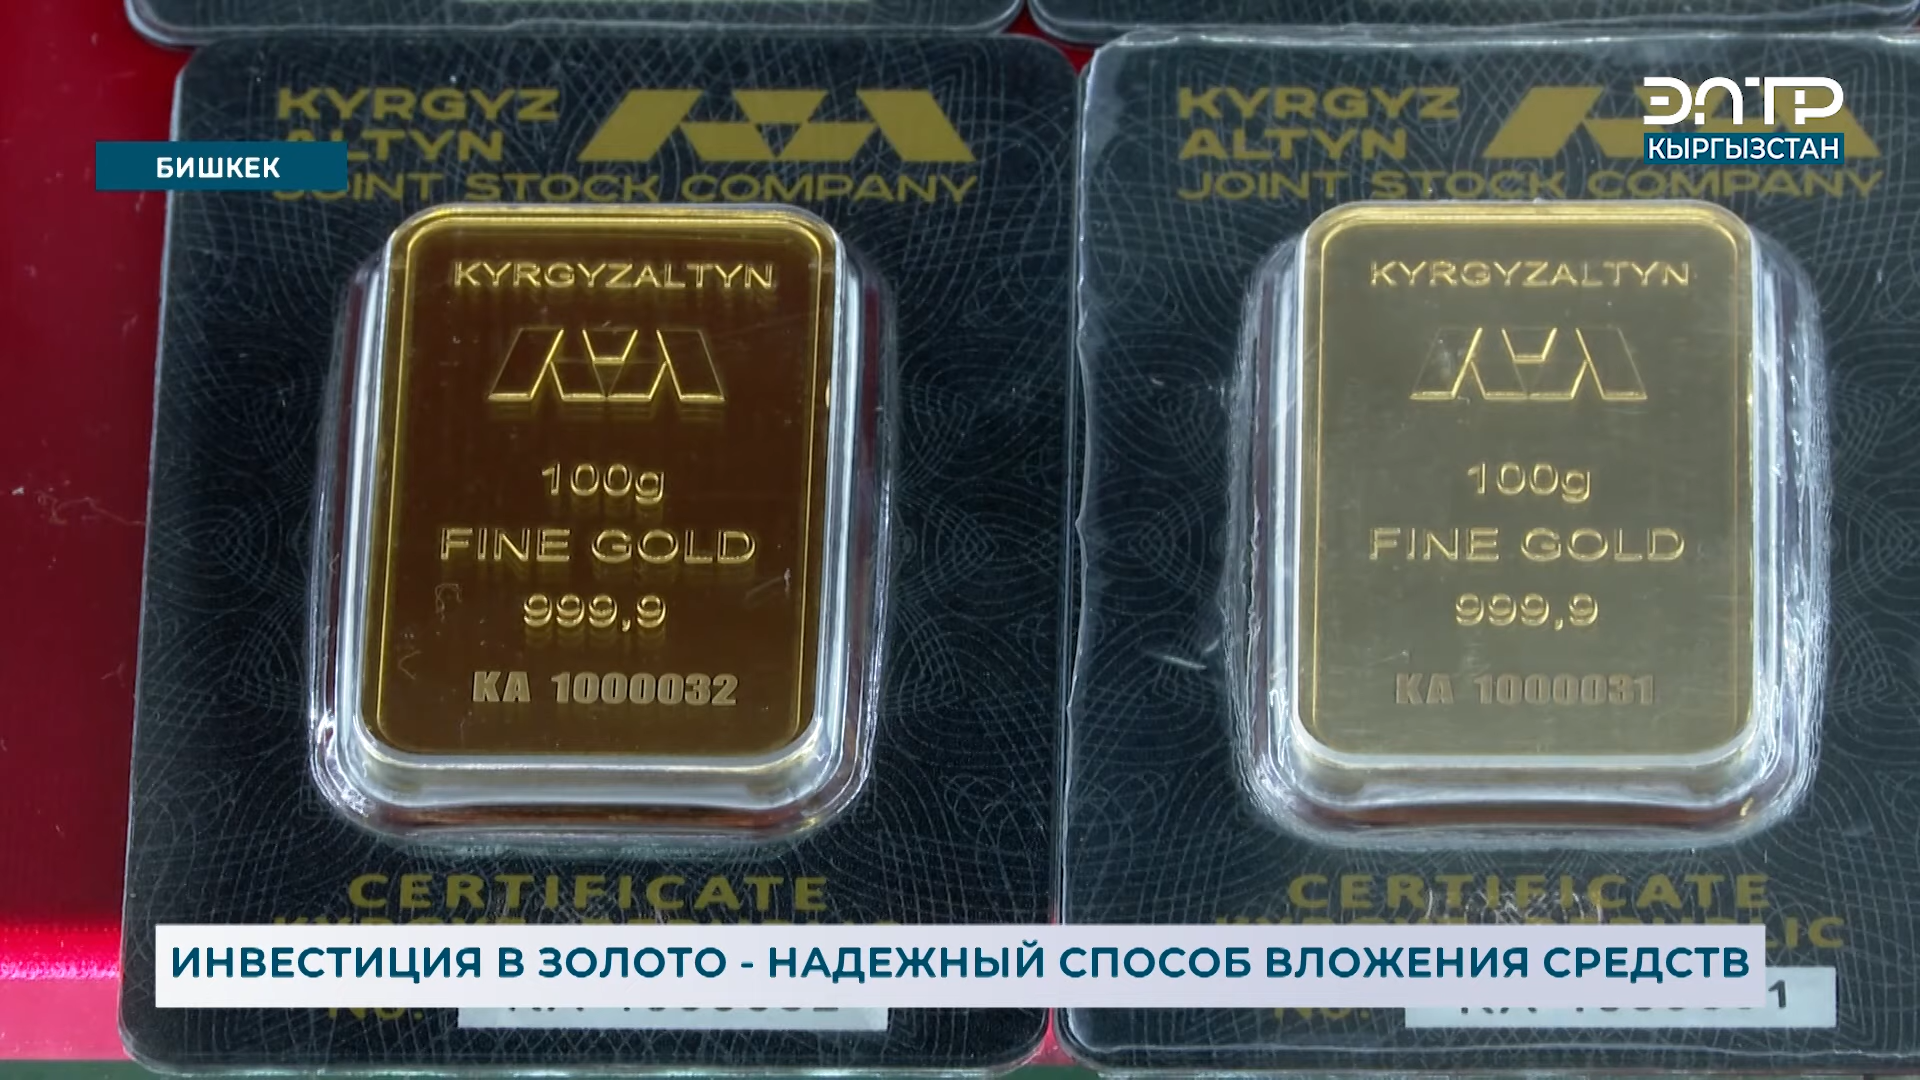 KYRGYZ
ALTYN
JOINT STOCK COMPANY
KYRGYZ
ALTYN
JOINT STOCK COMPANY
ЭЛТР
КЫРГЫЗСТАН
БИШКЕК
KYRGYZALTYN
100g
FINE GOLD
999,9
KA 1000032
KYRGYZALTYN
100g
FINE GOLD
999,9
KA 1000031
CERTIFICATE
CERTIFICATE
ИНВЕСТИЦИЯ В ЗОЛОТО - НАДЕЖНЫЙ СПОСОБ ВЛОЖЕНИЯ СРЕДСТВ